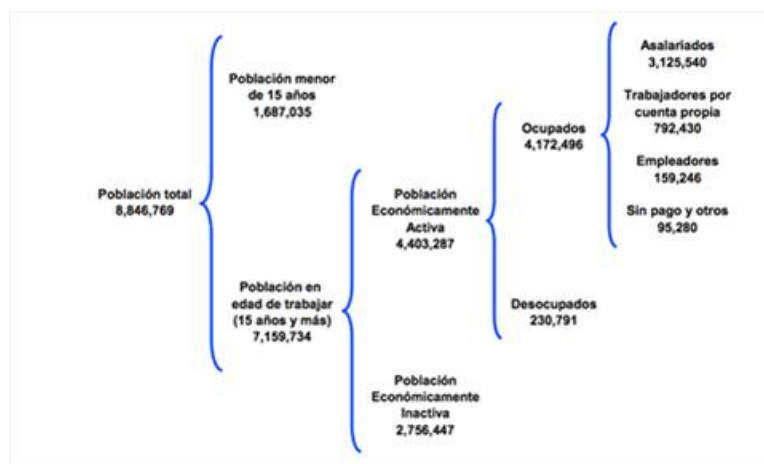 Población total
8,846,769
Población menor
de 15 años
1,687,035
Población en
edad de trabajar
(15 años y más)
7,159,734
Población
Económicamente
Activa
4,403,287
Población
Económicamente
Inactiva
2,756,447
Ocupados
4,172,496
Desocupados
230,791
Asalariados
3,125,540
Trabajadores por
cuenta propia
792,430
Empleadores
159,246
Sin pago y otros
95,280